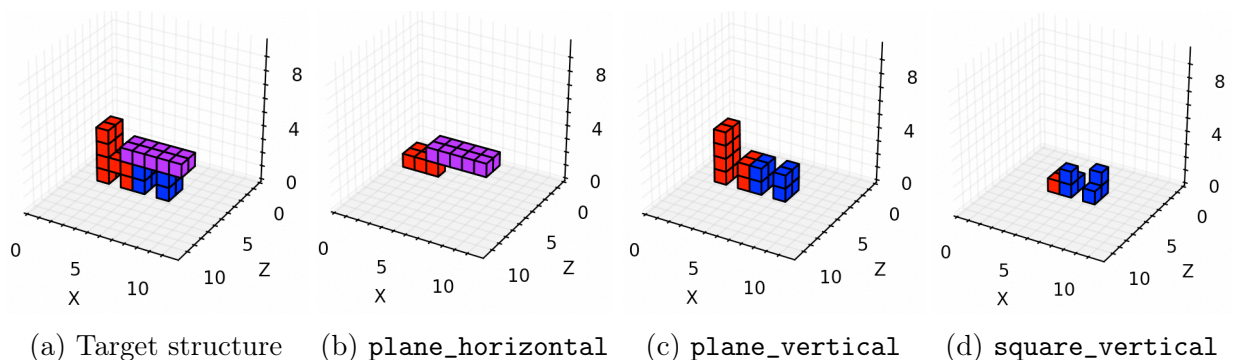 8 8 8 8
4 4 4 4
0 0 0 0
0 0 0 0
0 0 0 0
5 5 5 5
5 Z 5 Z 5 Z 5 Z
X 10 10 X 10 10 X 10 10 X 10 10
(a) Target structure (b) plane_horizontal (c) plane_vertical (d) square_vertical